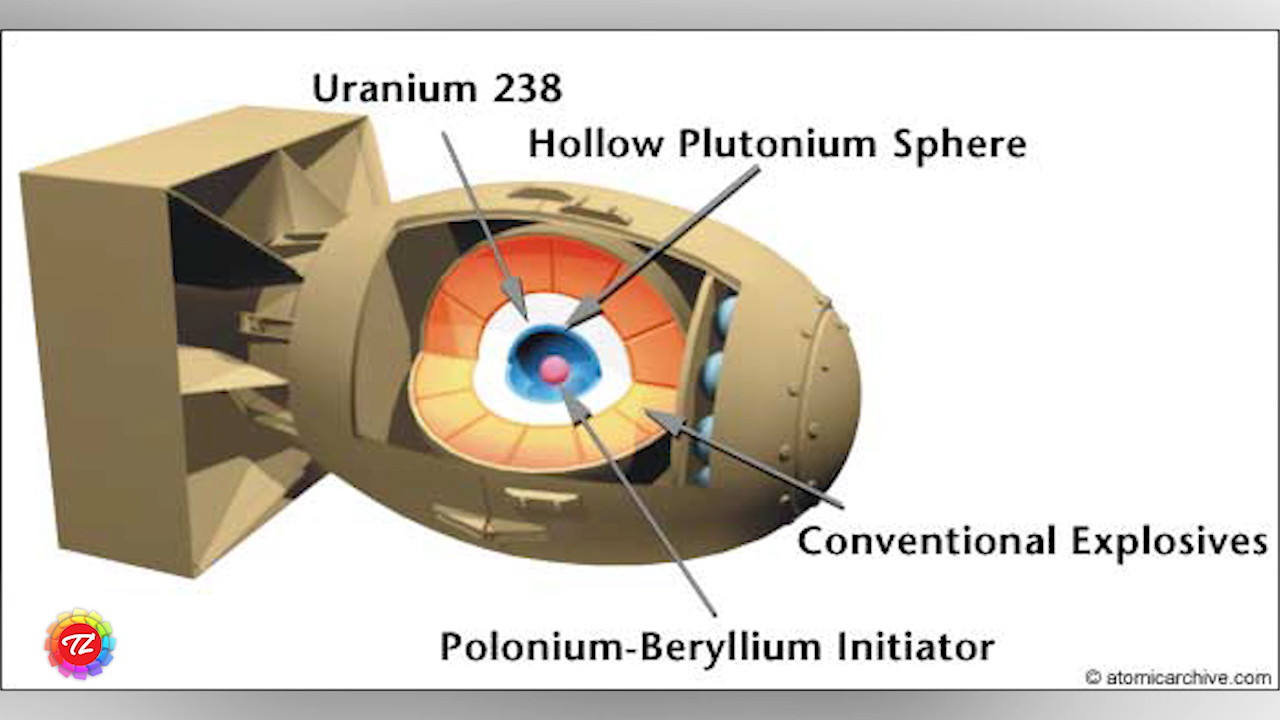 Uranium 238
Hollow Plutonium Sphere
Conventional Explosives
Polonium-Beryllium Initiator
TZ
© atomicarchive.com